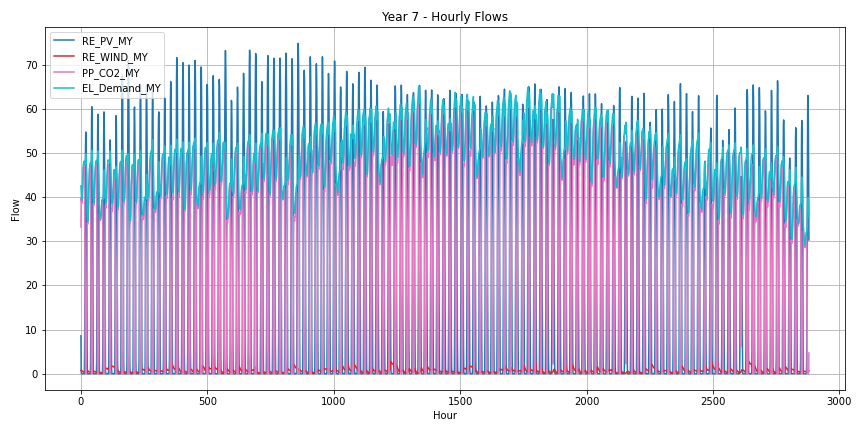 Year 7 - Hourly Flows
RE_PV_MY
RE_WIND_MY
PP_CO2_MY
EL_Demand_MY
Flow
70
60
50
40
30
20
10
0
0
500
1000
1500
2000
2500
3000
Hour